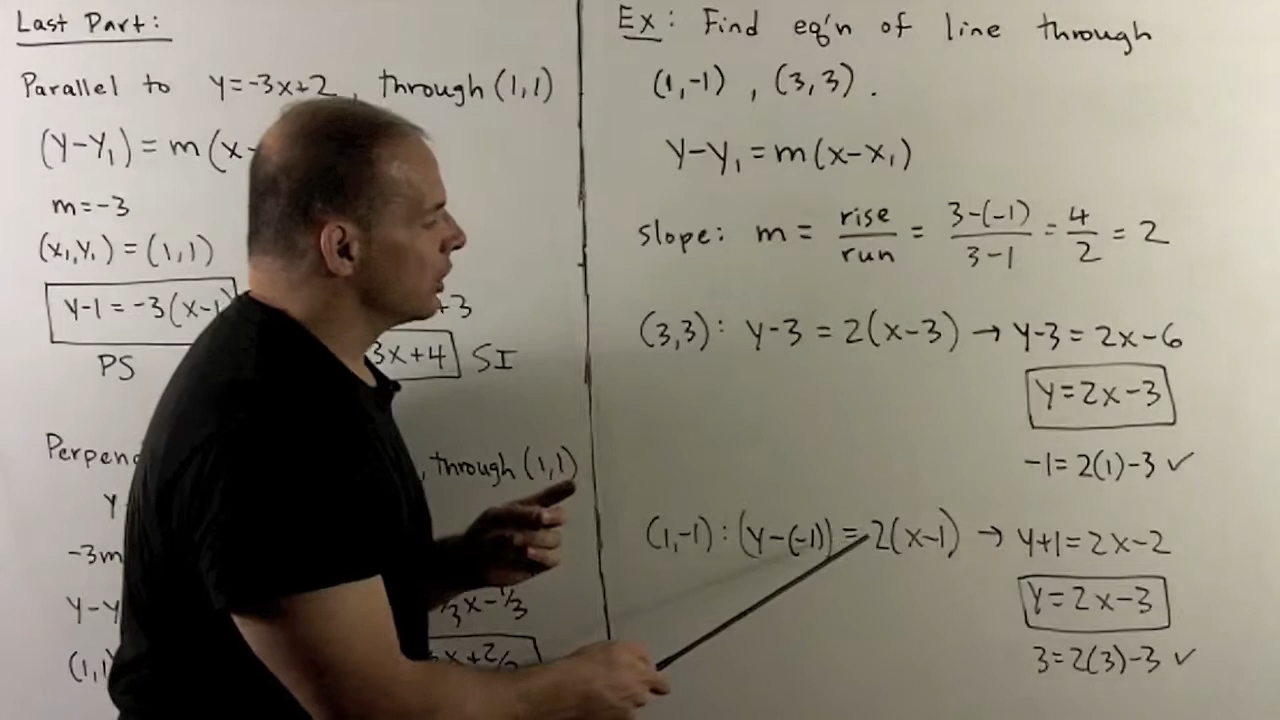 Last Part:
Parallel to y=-3x+2, through (1,1)
(y-y₁) = m(x-
m=-3
(x₁,y₁) = (1,1)
y-1 = -3(x-1)
+3
PS
3x+4 SI
through (1,1)
y
-3m
y-y
⅓x-⅓
(1,1)
x+2/3
Ex: Find eq'n of line through
(1,-1), (3,3).
y-y₁=m(x-x₁)
slope: m = rise/run = 3-(-1)/3-1 = 4/2 = 2
(3,3): y-3 = 2(x-3) → y-3=2x-6
y=2x-3
-1=2(1)-3 ✓
(1,-1): (y-(-1)) = 2(x-1) → y+1=2x-2
y=2x-3
3=2(3)-3 ✓